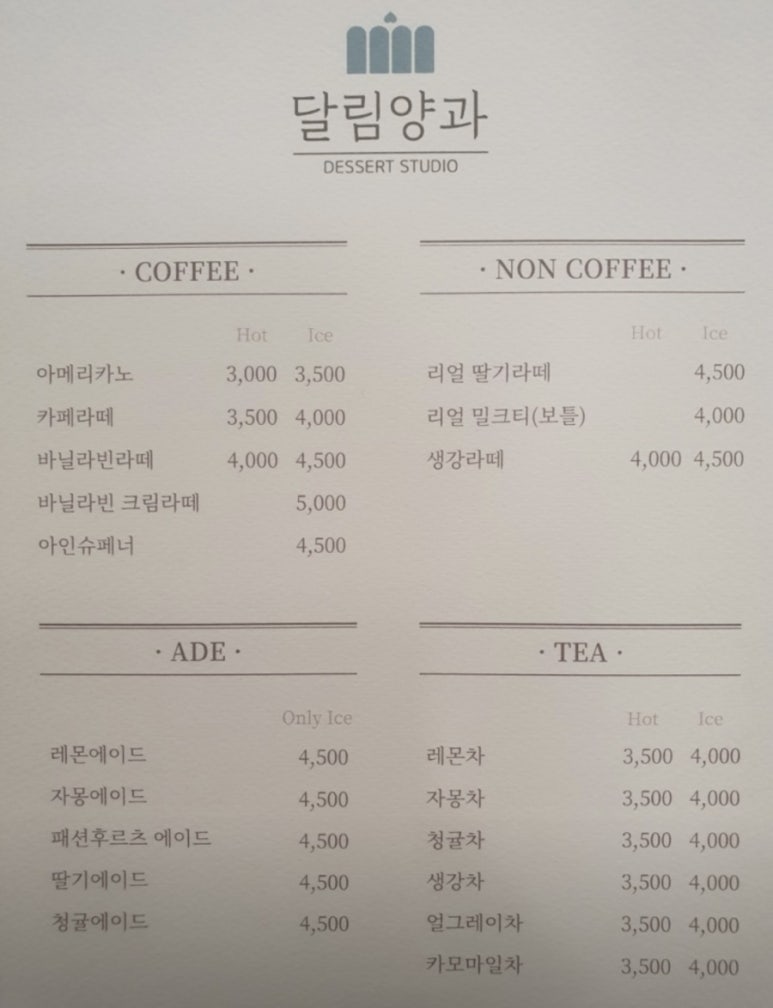 달림양과
DESSERT STUDIO
· COFFEE ·
Hot Ice
아메리카노 3,000 3,500
카페라떼 3,500 4,000
바닐라빈라떼 4,000 4,500
바닐라빈 크림라떼 5,000
아인슈페너 4,500
· NON COFFEE ·
Hot Ice
리얼 딸기라떼 4,500
리얼 밀크티(보틀) 4,000
생강라떼 4,000 4,500
· ADE ·
Only Ice
레몬에이드 4,500
자몽에이드 4,500
패션후르츠 에이드 4,500
딸기에이드 4,500
청귤에이드 4,500
· TEA ·
Hot Ice
레몬차 3,500 4,000
자몽차 3,500 4,000
청귤차 3,500 4,000
생강차 3,500 4,000
얼그레이차 3,500 4,000
카모마일차 3,500 4,000